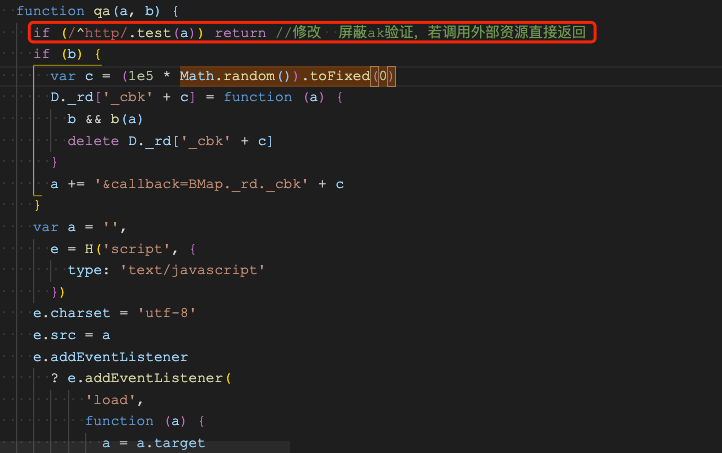 function qa(a, b) {
if (/^http/.test(a)) return //修改  屏蔽ak验证，若调用外部资源直接返回
if (b) {
var c = (1e5 * Math.random()).toFixed(0)
D._rd['_cbk' + c] = function (a) {
b && b(a)
delete D._rd['_cbk' + c]
}
a += '&callback=BMap._rd._cbk' + c
}
var a = '',
e = H('script', {
type: 'text/javascript'
})
e.charset = 'utf-8'
e.src = a
e.addEventListener
? e.addEventListener(
'load',
function (a) {
a = a.target